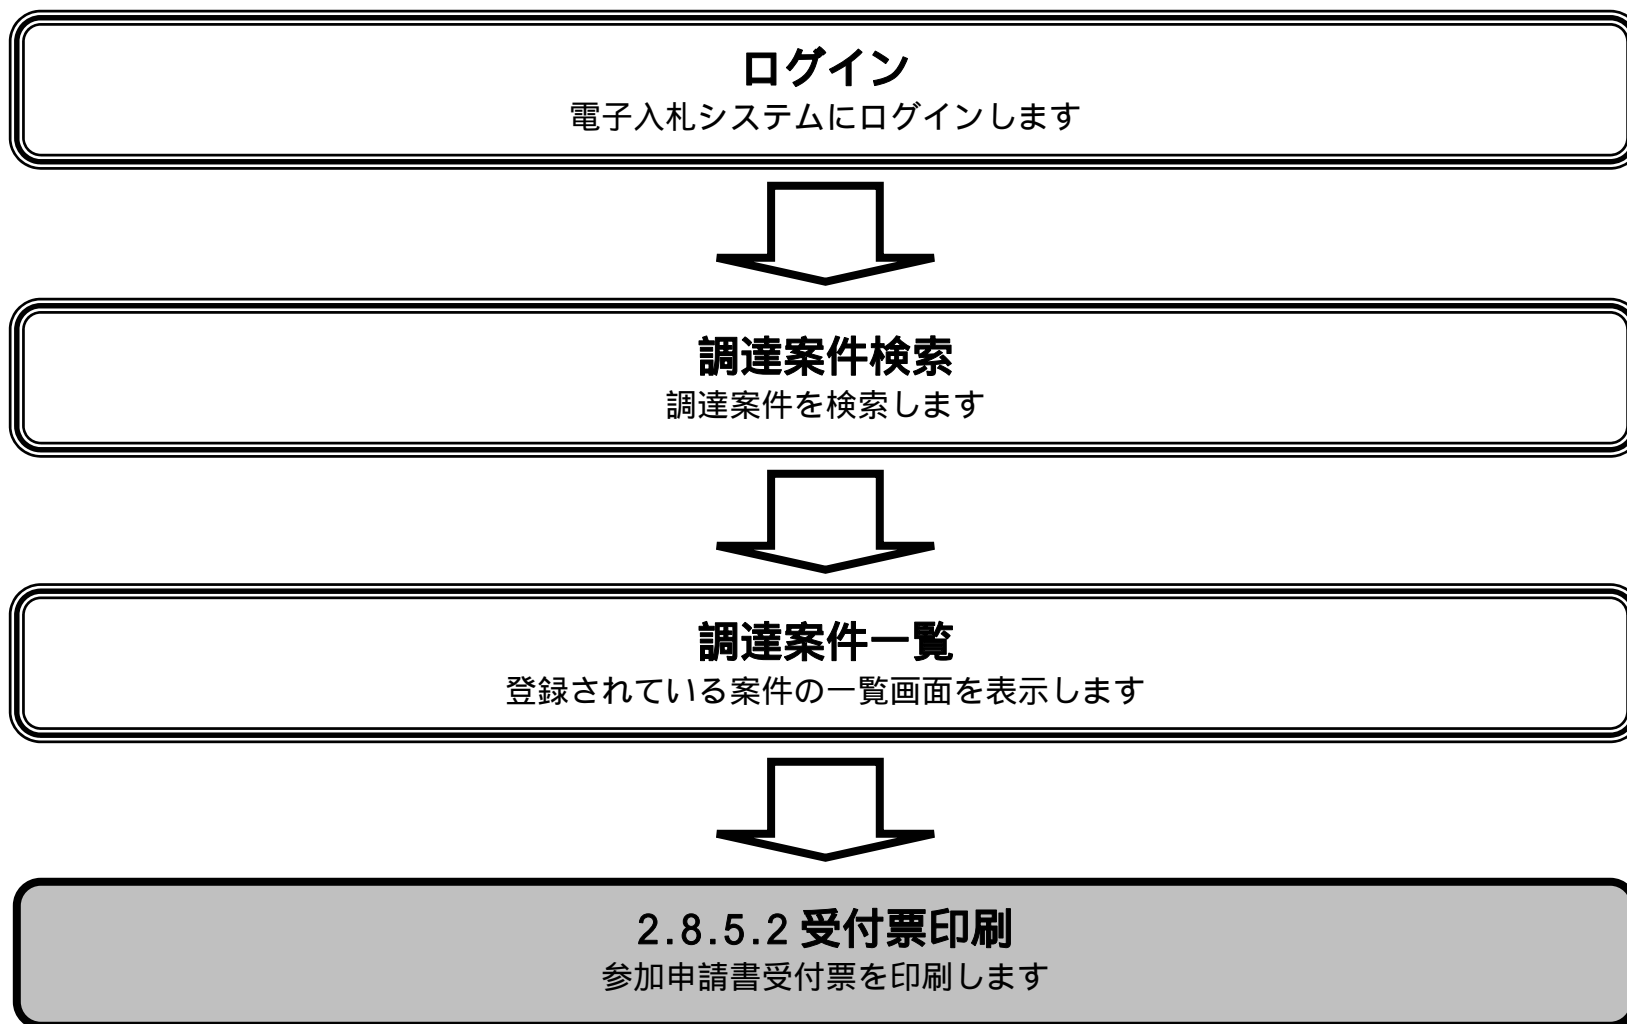 ログイン
電子入札システムにログインします
調達案件検索
調達案件を検索します
調達案件一覧
登録されている案件の一覧画面を表示します
2.8.5.2 受付票印刷
参加申請書受付票を印刷します